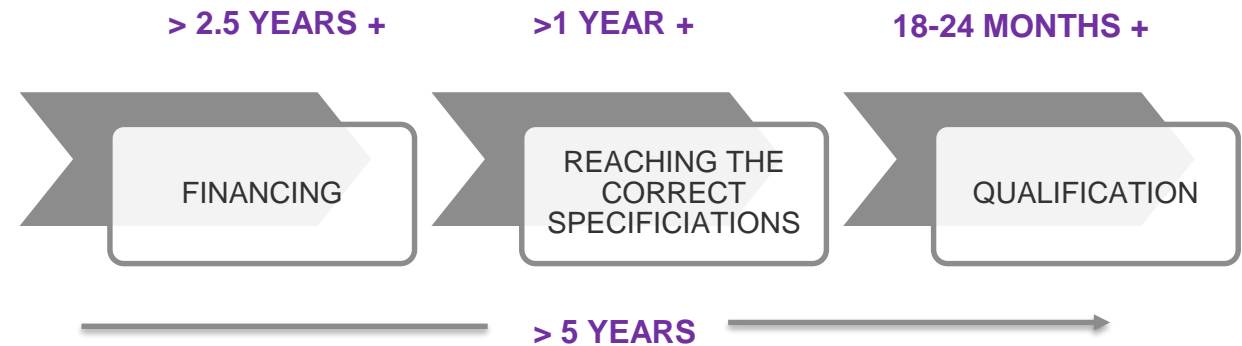 > 2.5 YEARS +
>1 YEAR +
18-24 MONTHS +
FINANCING
REACHING THE
CORRECT
SPECIFICIATIONS
QUALIFICATION
> 5 YEARS